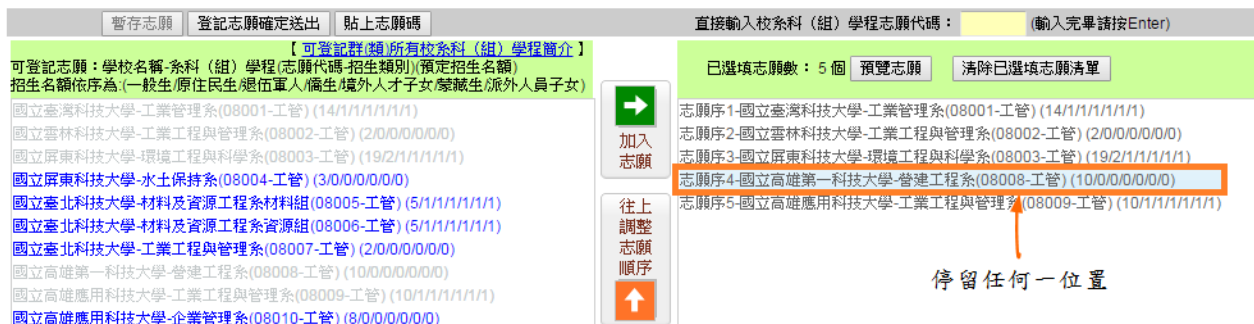 暫存志願 登記志願確定送出 貼上志願碼 直接輸入校系科（組）學程志願代碼： (輸入完畢請按Enter)
【 可登記群(類)所有校系科（組）學程簡介 】
可登記志願：學校名稱-系科（組）學程(志願代碼-招生類別)(預定招生名額)
招生名額依序為:(一般生/原住民生/退伍軍人/僑生/境外人才子女/蒙藏生/派外人員子女)
國立臺灣科技大學-工業管理系(08001-工管) (14/1/1/1/1/1/1)
國立雲林科技大學-工業工程與管理系(08002-工管) (2/0/0/0/0/0/0)
國立屏東科技大學-環境工程與科學系(08003-工管) (19/2/1/1/1/1/1)
國立屏東科技大學-水土保持系(08004-工管) (3/0/0/0/0/0/0)
國立臺北科技大學-材料及資源工程系材料組(08005-工管) (5/1/1/1/1/1/1)
國立臺北科技大學-材料及資源工程系資源組(08006-工管) (5/1/1/1/1/1/1)
國立臺北科技大學-工業工程與管理系(08007-工管) (2/0/0/0/0/0/0)
國立高雄第一科技大學-營建工程系(08008-工管) (10/0/0/0/0/0/0)
國立高雄應用科技大學-工業工程與管理系(08009-工管) (10/1/1/1/1/1/1)
國立高雄應用科技大學-企業管理系(08010-工管) (8/0/0/0/0/0/0)
加入
志願
往上
調整
志願
順序
已選填志願數： 5 個 預覽志願 清除已選填志願清單
志願序1-國立臺灣科技大學-工業管理系(08001-工管) (14/1/1/1/1/1/1)
志願序2-國立雲林科技大學-工業工程與管理系(08002-工管) (2/0/0/0/0/0/0)
志願序3-國立屏東科技大學-環境工程與科學系(08003-工管) (19/2/1/1/1/1/1)
志願序4-國立高雄第一科技大學-營建工程系(08008-工管) (10/0/0/0/0/0/0)
志願序5-國立高雄應用科技大學-工業工程與管理系(08009-工管) (10/1/1/1/1/1/1)
停留任何一位置